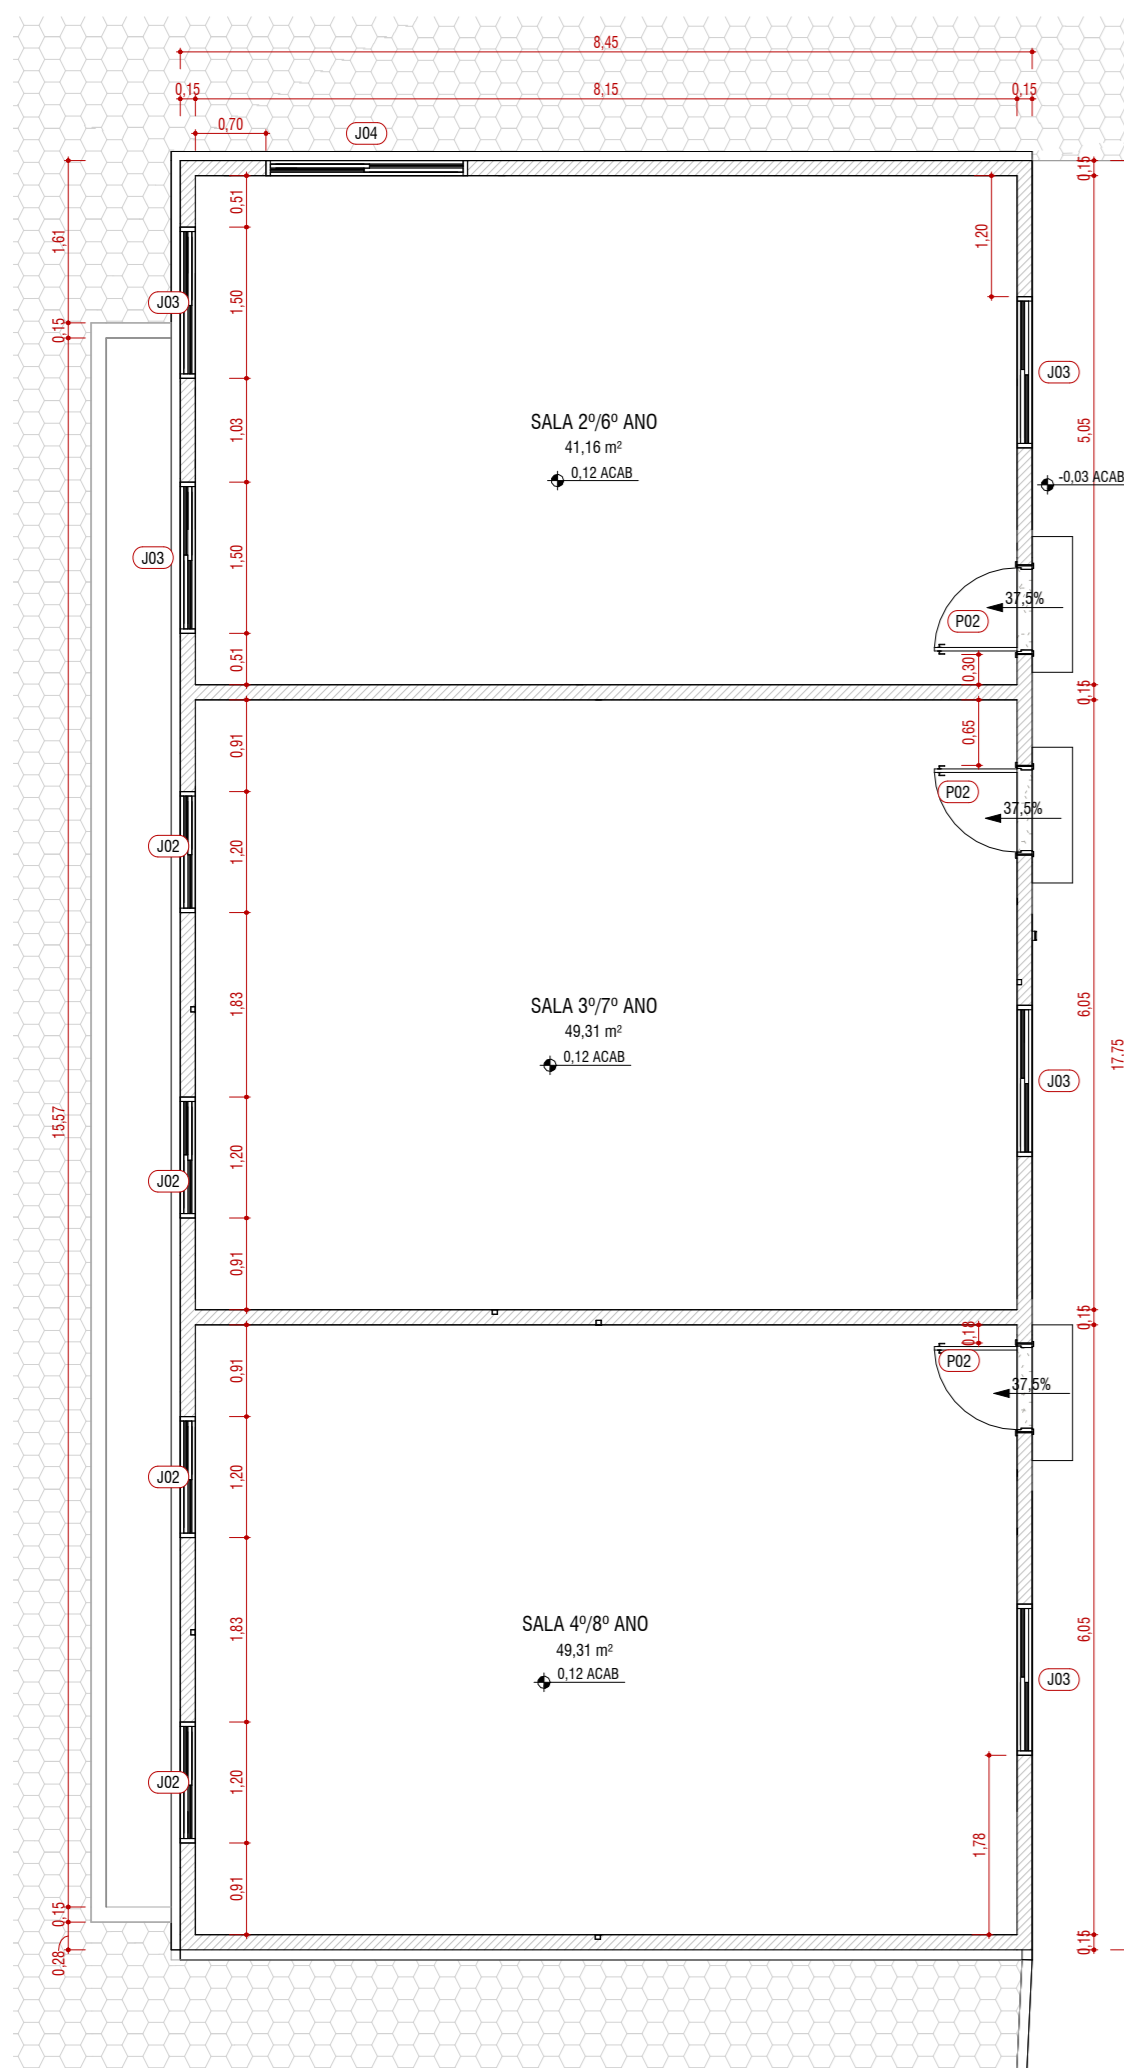 8,45
0,15
8,15
0,15
0,70
J04
0,15
0,51
1,20
1,61
1,50
J03
0,15
J03
1,03
SALA 2º/6º ANO
41,16 m²
0,12 ACAB
5,05
-0,03 ACAB
J03
1,50
37,5%
P02
0,51
0,30
0,15
0,91
0,65
P02
37,5%
J02
1,20
1,83
SALA 3º/7º ANO
49,31 m²
0,12 ACAB
6,05
17,75
J03
15,57
1,20
J02
0,91
0,15
0,18
P02
37,5%
0,91
J02
1,20
1,83
SALA 4º/8º ANO
49,31 m²
0,12 ACAB
6,05
J03
J02
1,20
1,78
0,91
0,15
0,15
0,28